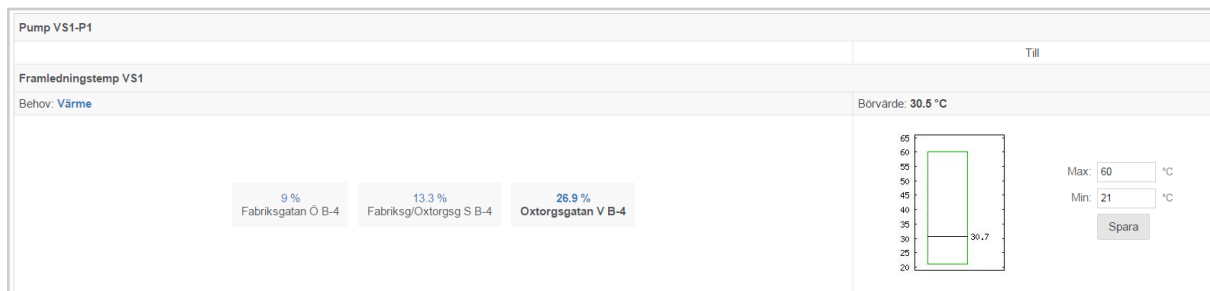 Pump VS1-P1
Till
Framledningstemp VS1
Behov: Värme
Börvärde: 30.5 °C
9 %
Fabriksgatan Ö B-4
13.3 %
Fabriksg/Oxtorgsg S B-4
26.9 %
Oxtorgsgatan V B-4
65
60
55
50
45
40
35
30
25
20
30.7
Max: 60 °C
Min: 21 °C
Spara